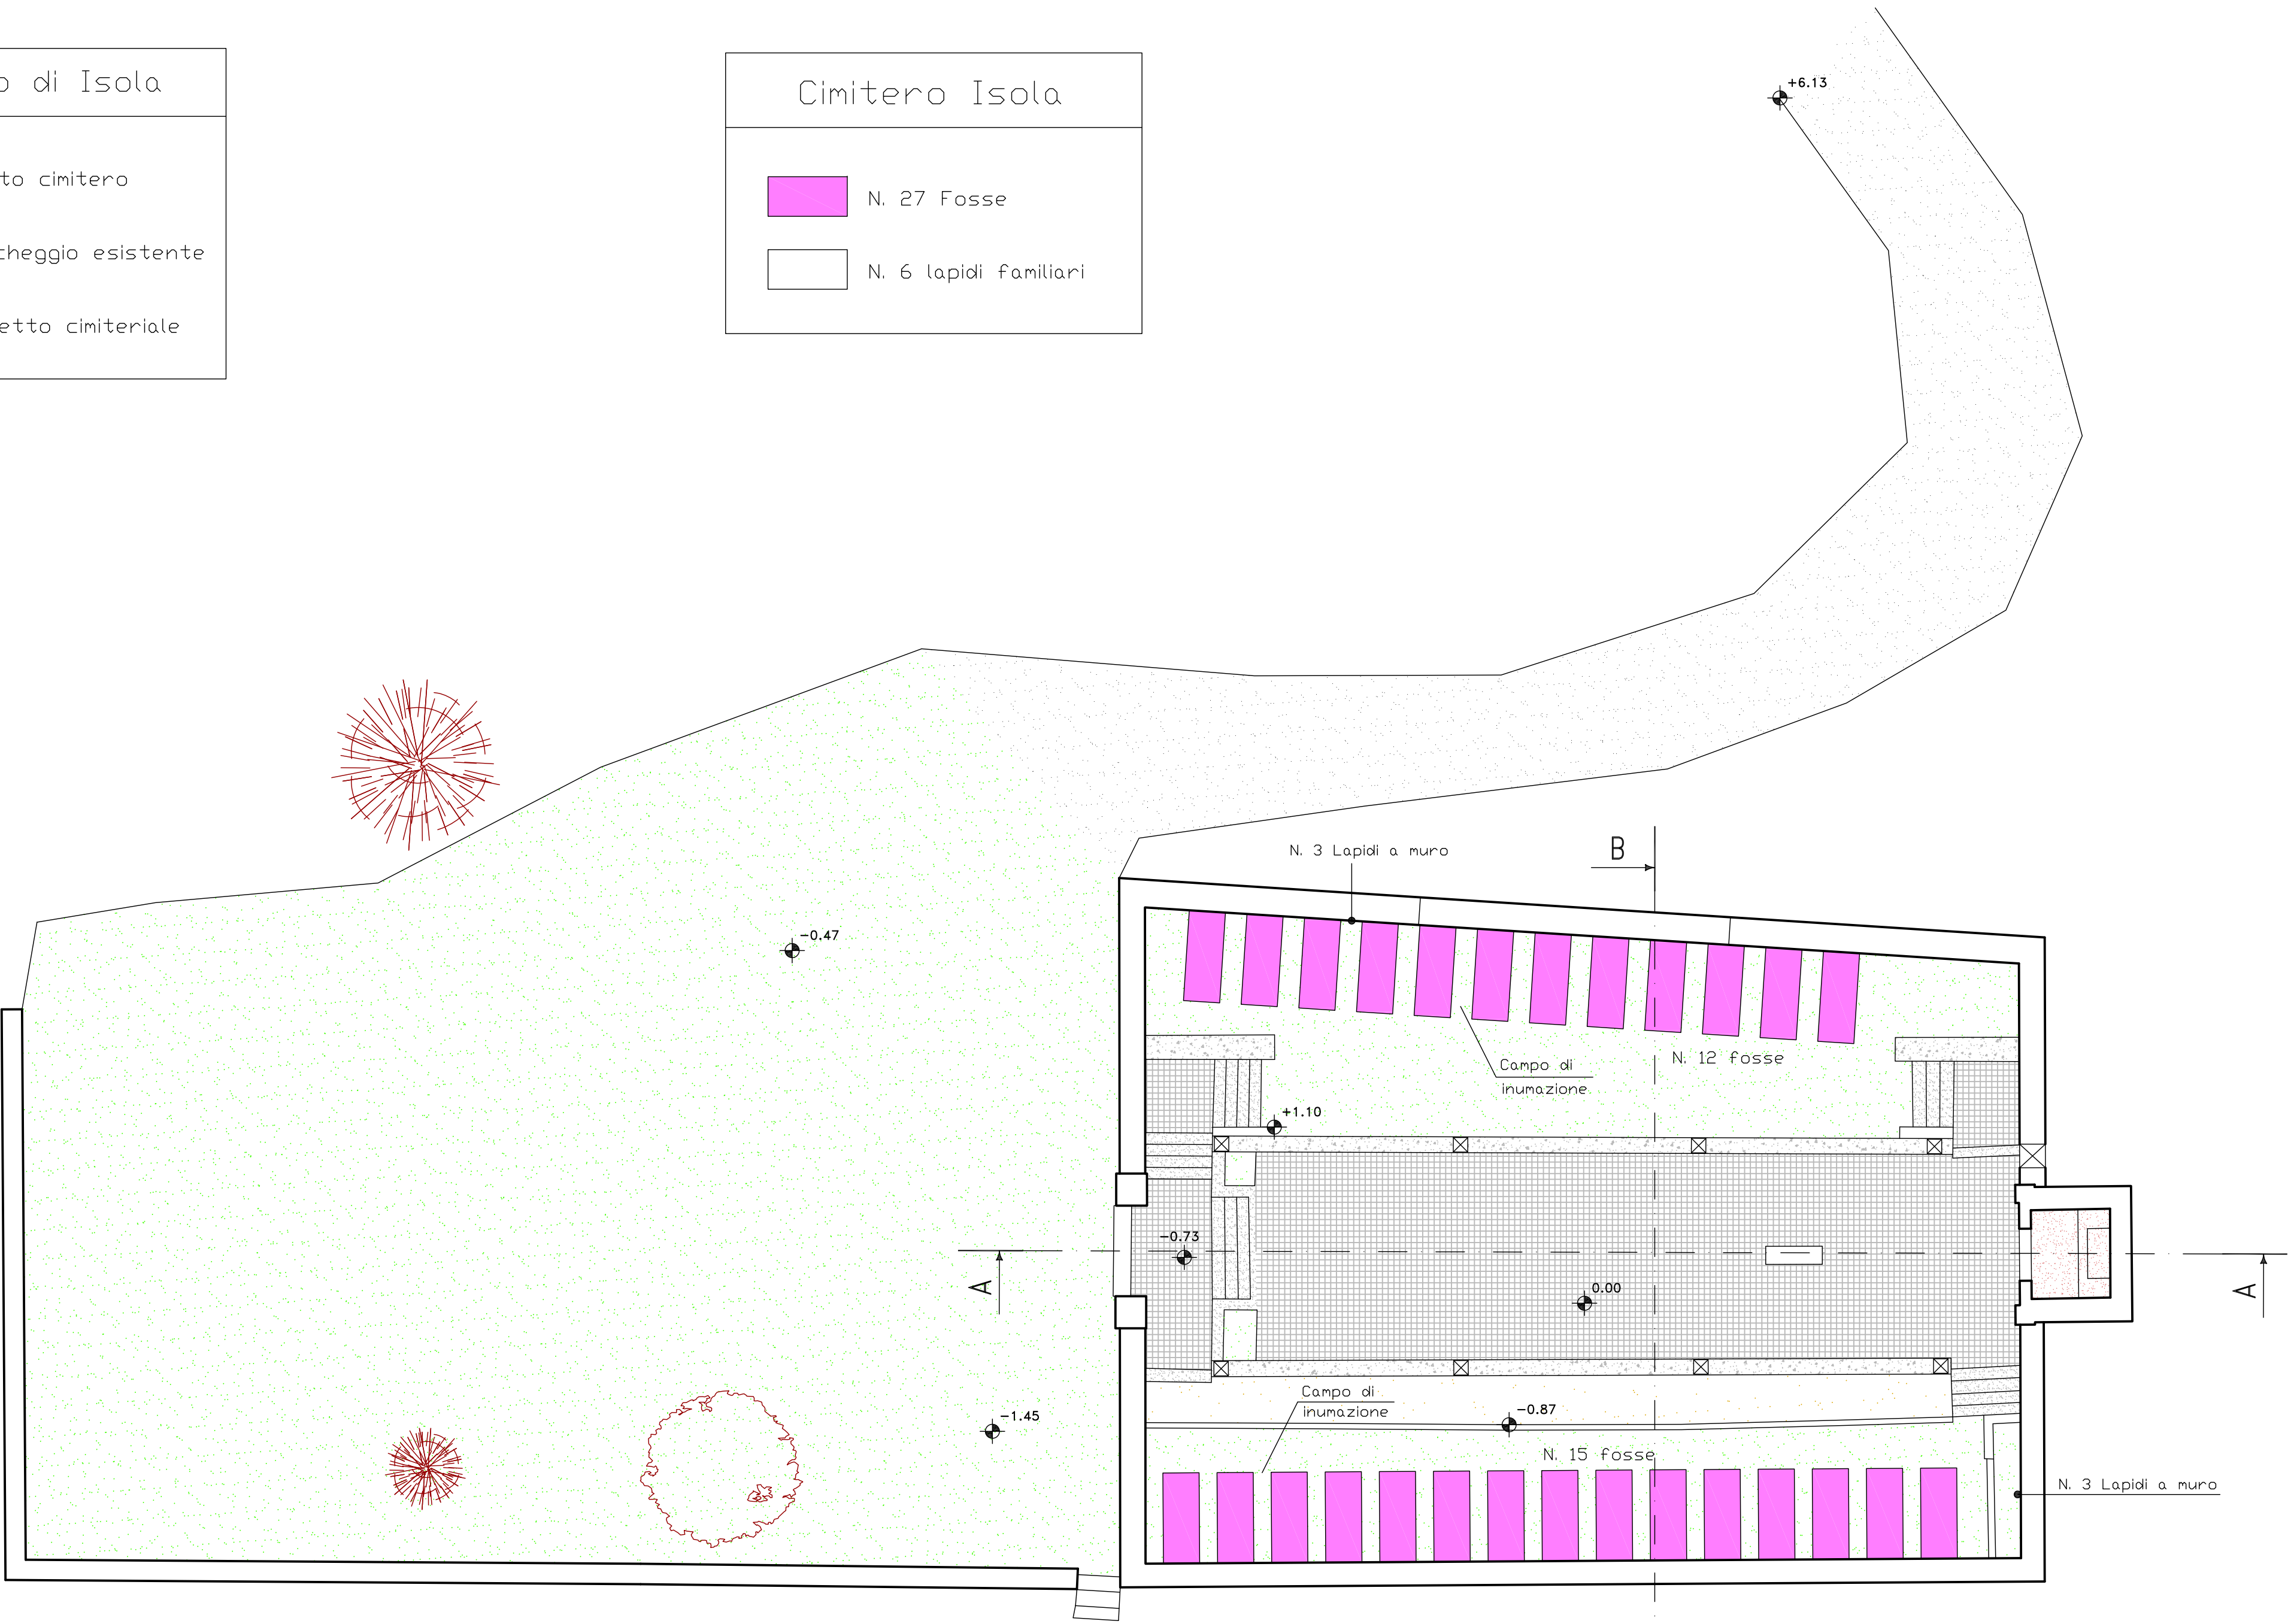 o di Isola
to cimitero
cheggio esistente
etto cimiteriale
Cimitero Isola
N. 27 Fosse
N. 6 lapidi familiari
+6.13
N. 3 Lapidi a muro
B
-0.47
N. 12 fosse
Campo di
inumazione
+1.10
-0.73
A
0.00
A
Campo di
inumazione
-0.87
-1.45
N. 15 fosse
N. 3 Lapidi a muro